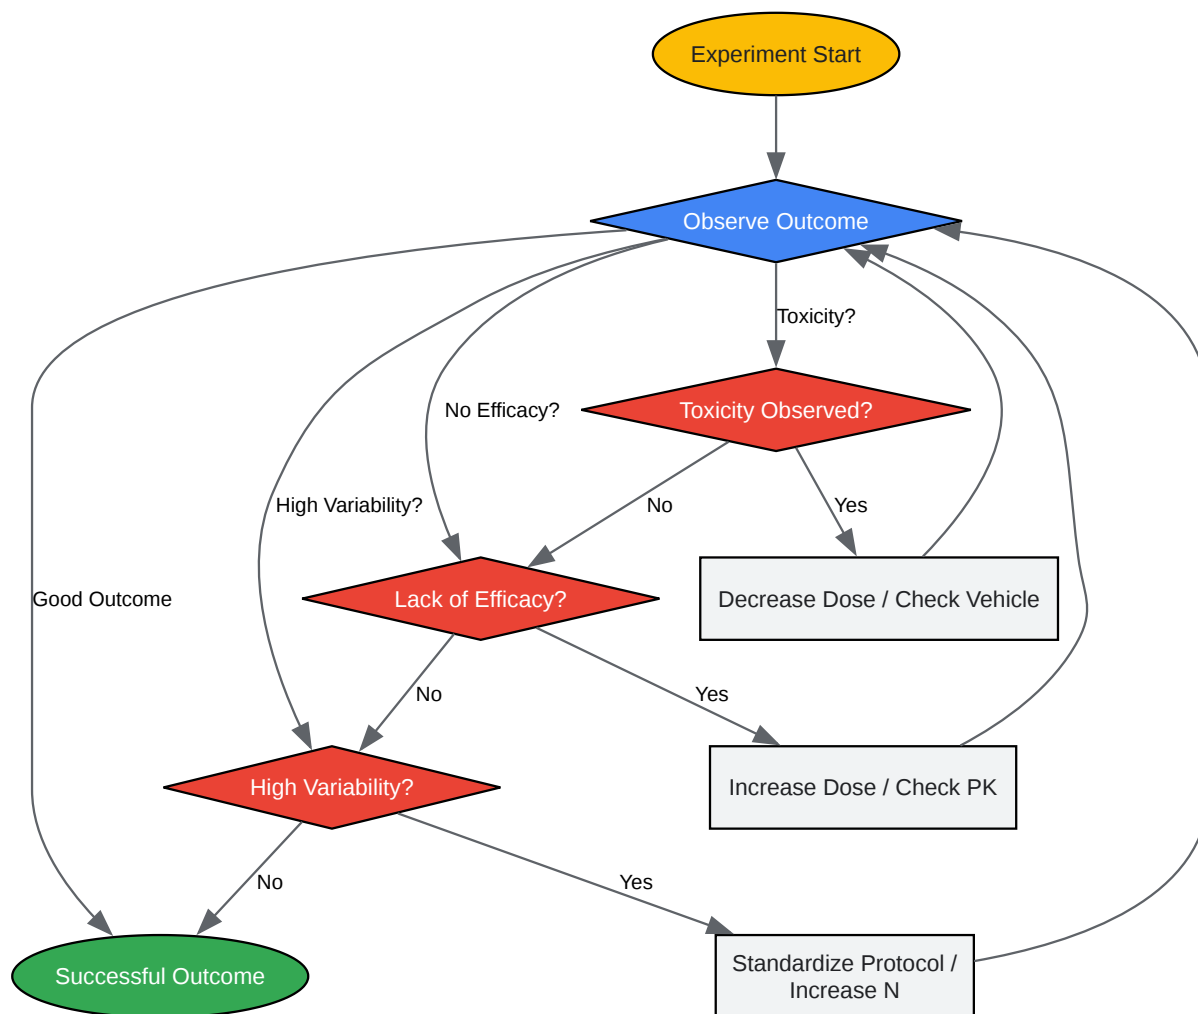 Experiment Start
Observe Outcome
Toxicity?
Toxicity Observed?
No Efficacy?
High Variability?
No
Yes
Good Outcome
Lack of Efficacy?
Decrease Dose / Check Vehicle
No
Yes
High Variability?
Increase Dose / Check PK
No
Yes
Successful Outcome
Standardize Protocol /
Increase N